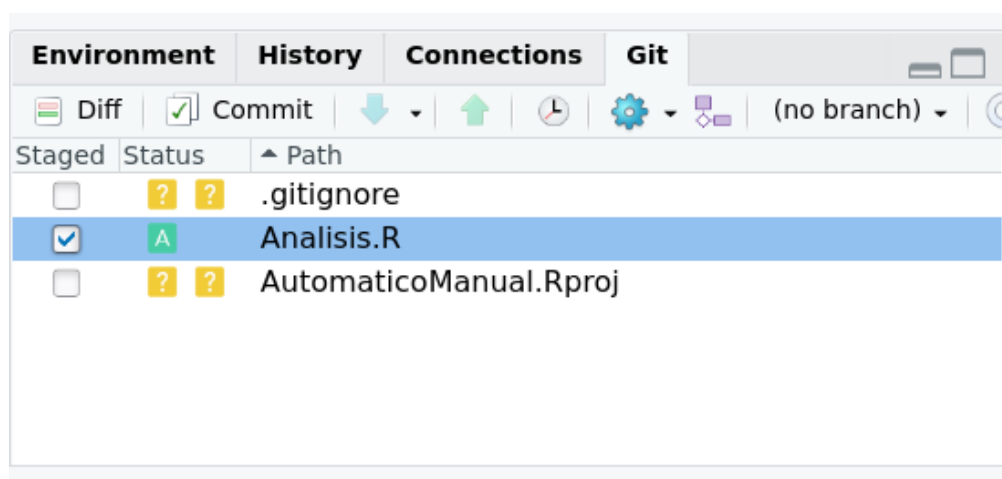 Environment History Connections Git
Diff Commit (no branch)
Staged Status Path
? ? .gitignore
A Analisis.R
? ? AutomaticoManual.Rproj